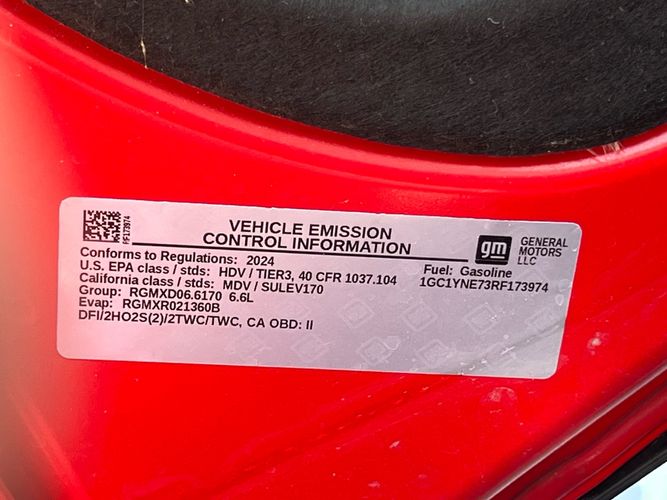 RF173974
VEHICLE EMISSION
CONTROL INFORMATION
gm
GENERAL
MOTORS
LLC
Conforms to Regulations: 2024
U.S. EPA class / stds: HDV / TIER3, 40 CFR 1037.104
California class / stds: MDV / SULEV170
Group: RGMXD06.6170 6.6L
Evap: RGMXR021360B
DFI/2HO2S(2)/2TWC/TWC, CA OBD: II
Fuel: Gasoline
1GC1YNE73RF173974